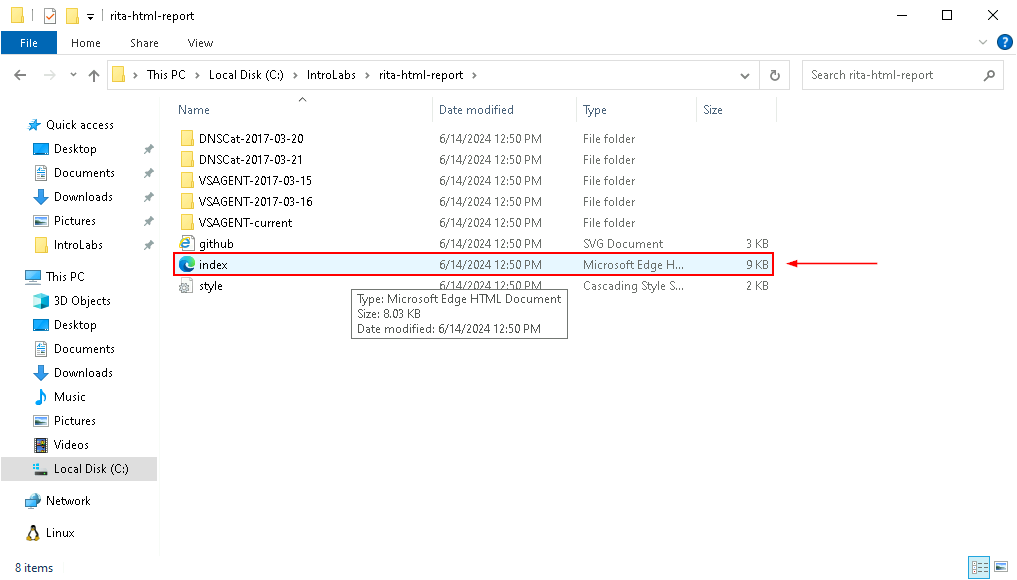 rita-html-report
File Home Share View
This PC Local Disk (C:) IntroLabs rita-html-report
Search rita-html-report
Name Date modified Type Size
Quick access
Desktop
Documents
Downloads
Pictures
IntroLabs
This PC
3D Objects
Desktop
Documents
Downloads
Music
Pictures
Videos
Local Disk (C:)
Network
Linux
DNSCat-2017-03-20 6/14/2024 12:50 PM File folder
DNSCat-2017-03-21 6/14/2024 12:50 PM File folder
VSAGENT-2017-03-15 6/14/2024 12:50 PM File folder
VSAGENT-2017-03-16 6/14/2024 12:50 PM File folder
VSAGENT-current 6/14/2024 12:50 PM File folder
github 6/14/2024 12:50 PM SVG Document 3 KB
index 6/14/2024 12:50 PM Microsoft Edge H... 9 KB
style 6/14/2024 12:50 PM Cascading Style S... 2 KB
Type: Microsoft Edge HTML Document
Size: 8.03 KB
Date modified: 6/14/2024 12:50 PM
8 items